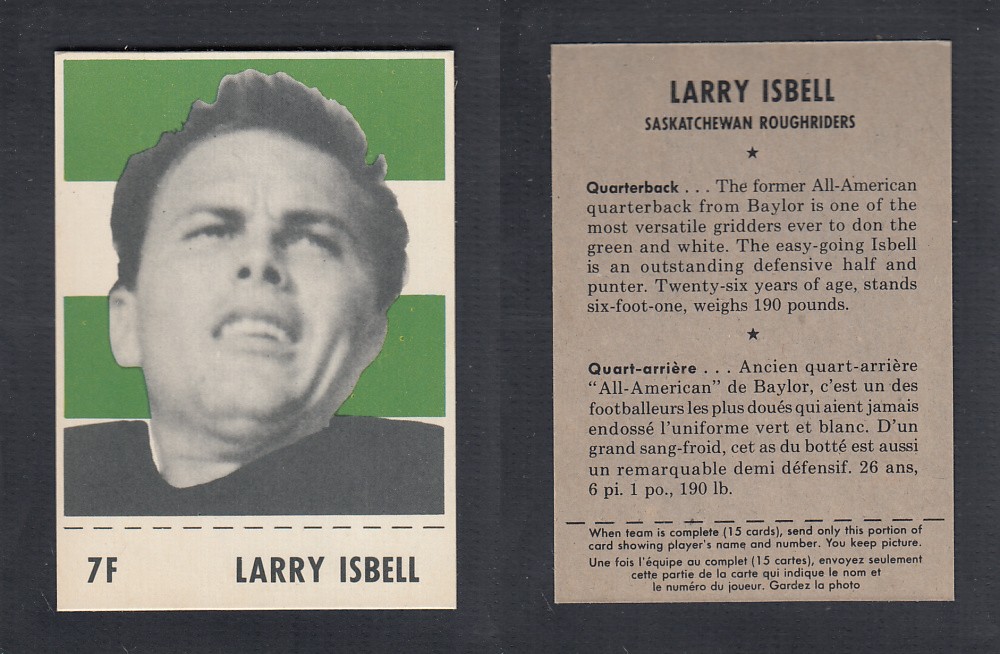 7F LARRY ISBELL
LARRY ISBELL
SASKATCHEWAN ROUGHRIDERS
Quarterback . . . The former All-American
quarterback from Baylor is one of the
most versatile gridders ever to don the
green and white. The easy-going Isbell
is an outstanding defensive half and
punter. Twenty-six years of age, stands
six-foot-one, weighs 190 pounds.
Quart-arrière . . . Ancien quart-arrière
“All-American” de Baylor, c’est un des
footballeurs les plus doués qui aient jamais
endossé l’uniforme vert et blanc. D’un
grand sang-froid, cet as du botté est aussi
un remarquable demi défensif. 26 ans,
6 pi. 1 po., 190 lb.
When team is complete (15 cards), send only this portion of
card showing player's name and number. You keep picture.
Une fois l'équipe au complet (15 cartes), envoyez seulement
cette partie de la carte qui indique le nom et
le numéro du joueur. Gardez la photo